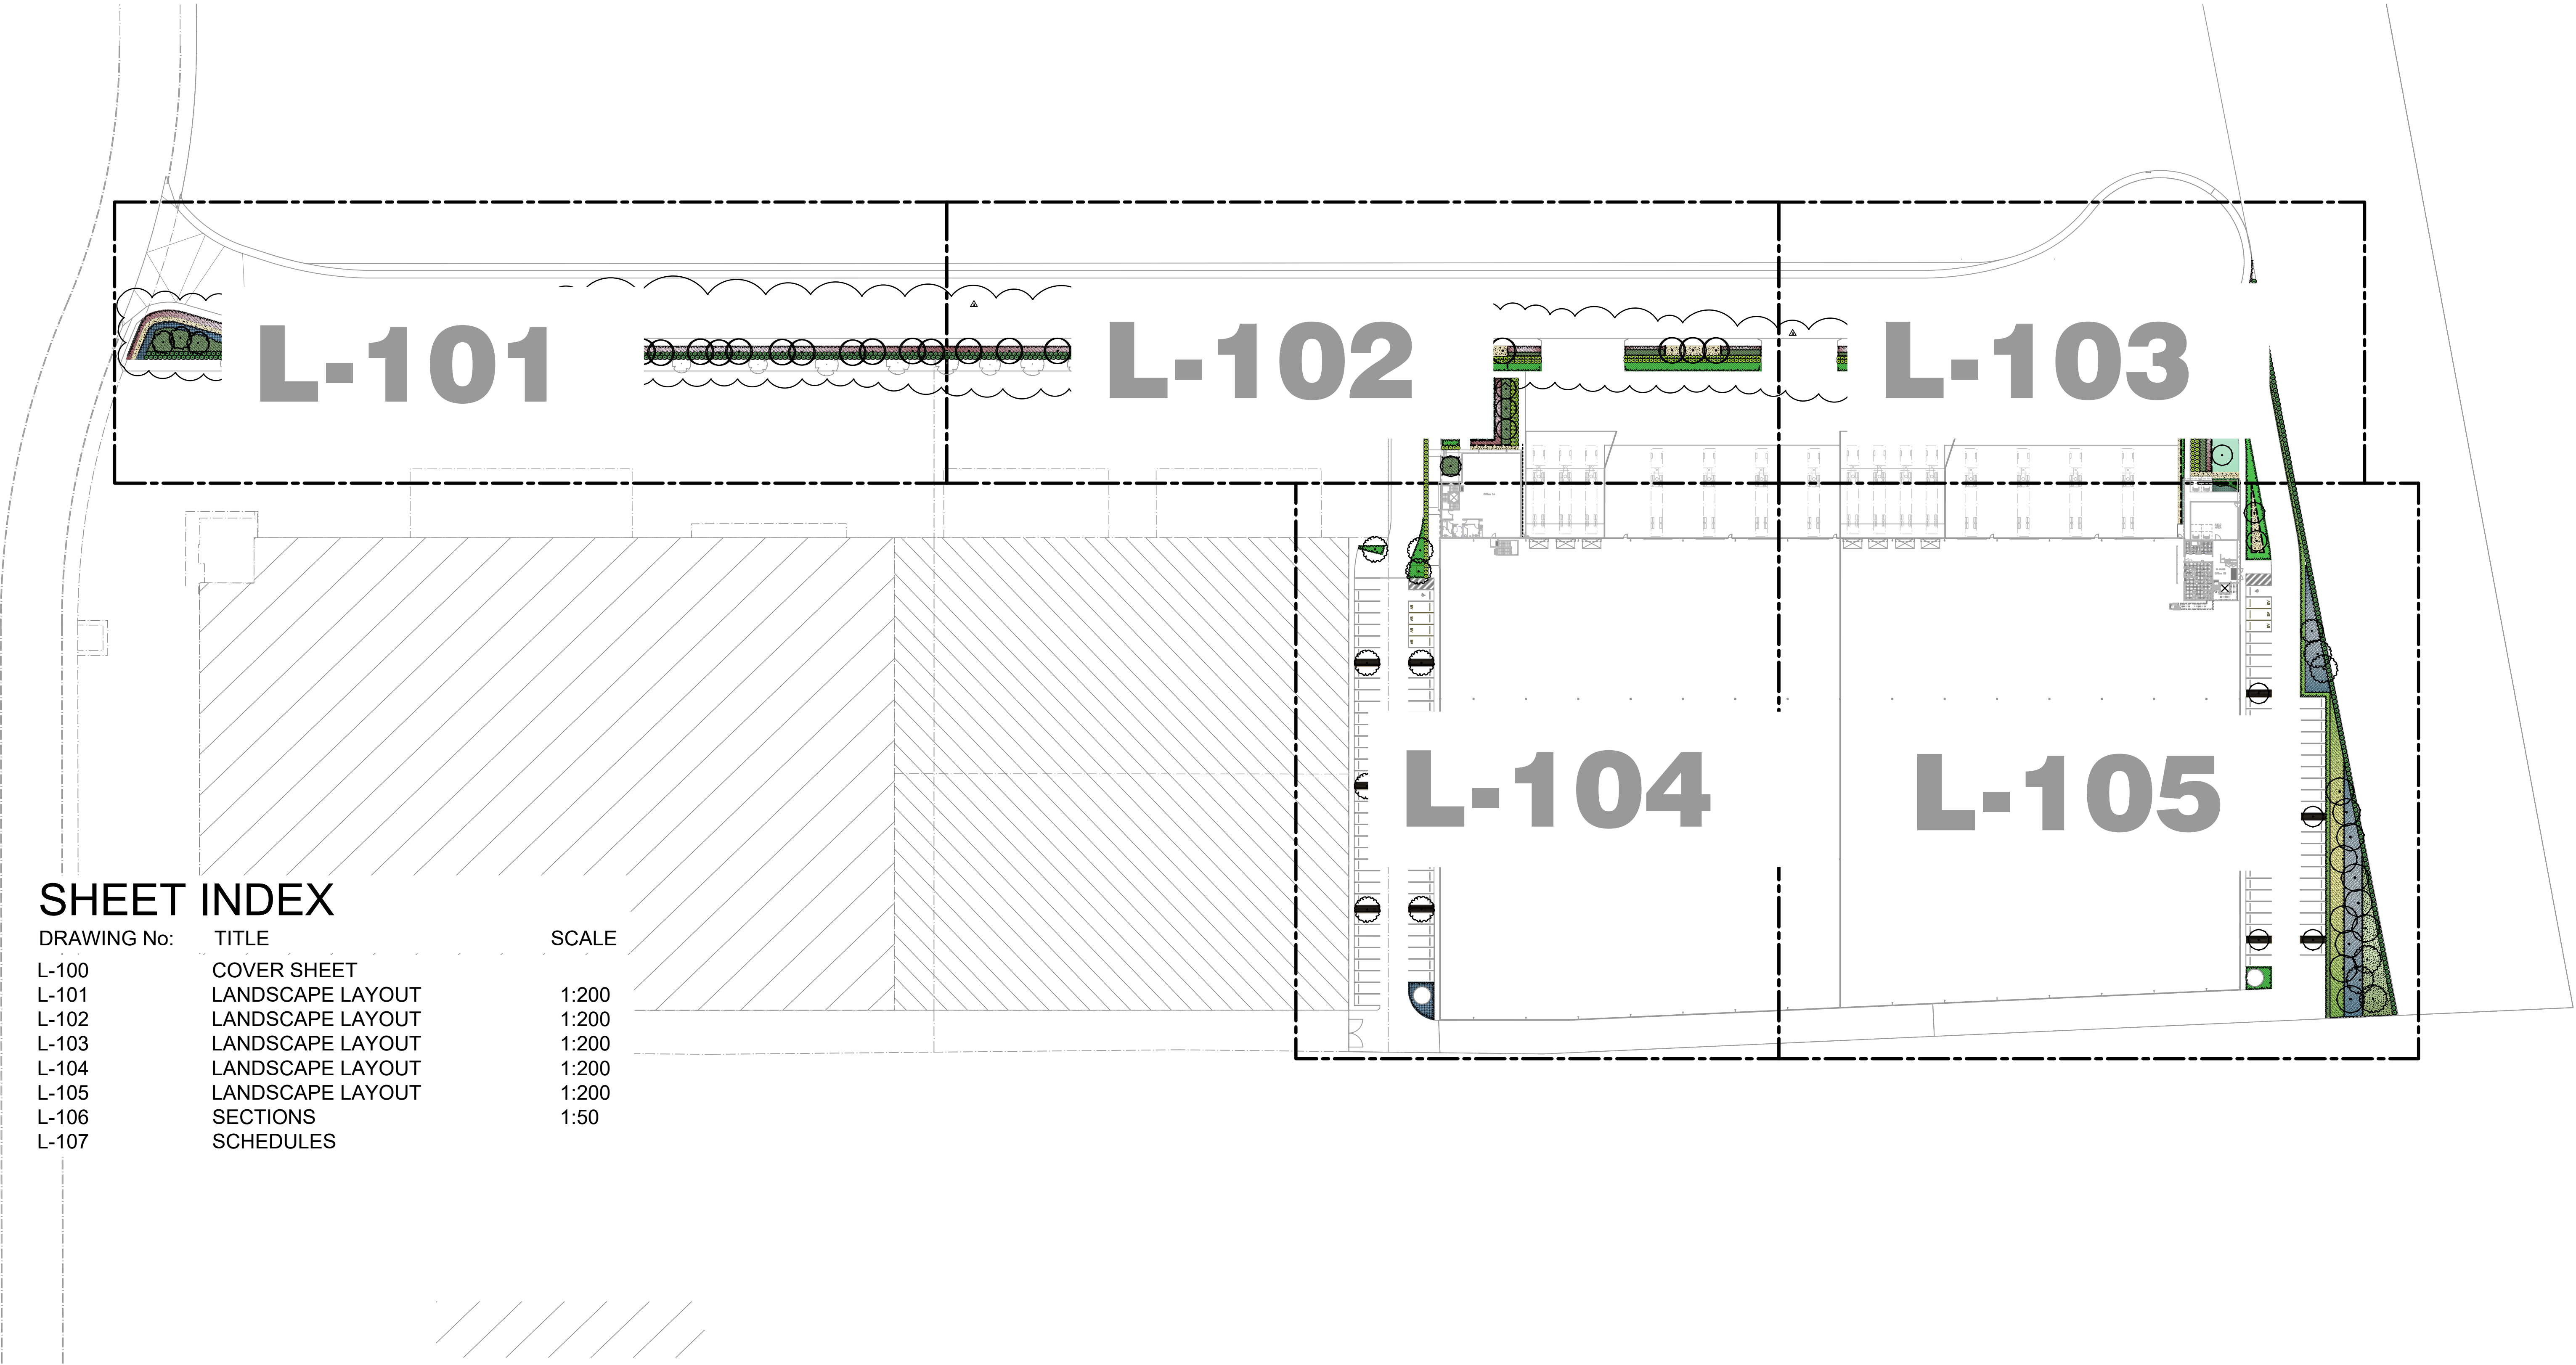 L-101
L-102
L-103
L-104
L-105
SHEET INDEX
DRAWING No: TITLE SCALE
L-100 COVER SHEET
L-101 LANDSCAPE LAYOUT 1:200
L-102 LANDSCAPE LAYOUT 1:200
L-103 LANDSCAPE LAYOUT 1:200
L-104 LANDSCAPE LAYOUT 1:200
L-105 LANDSCAPE LAYOUT 1:200
L-106 SECTIONS 1:50
L-107 SCHEDULES